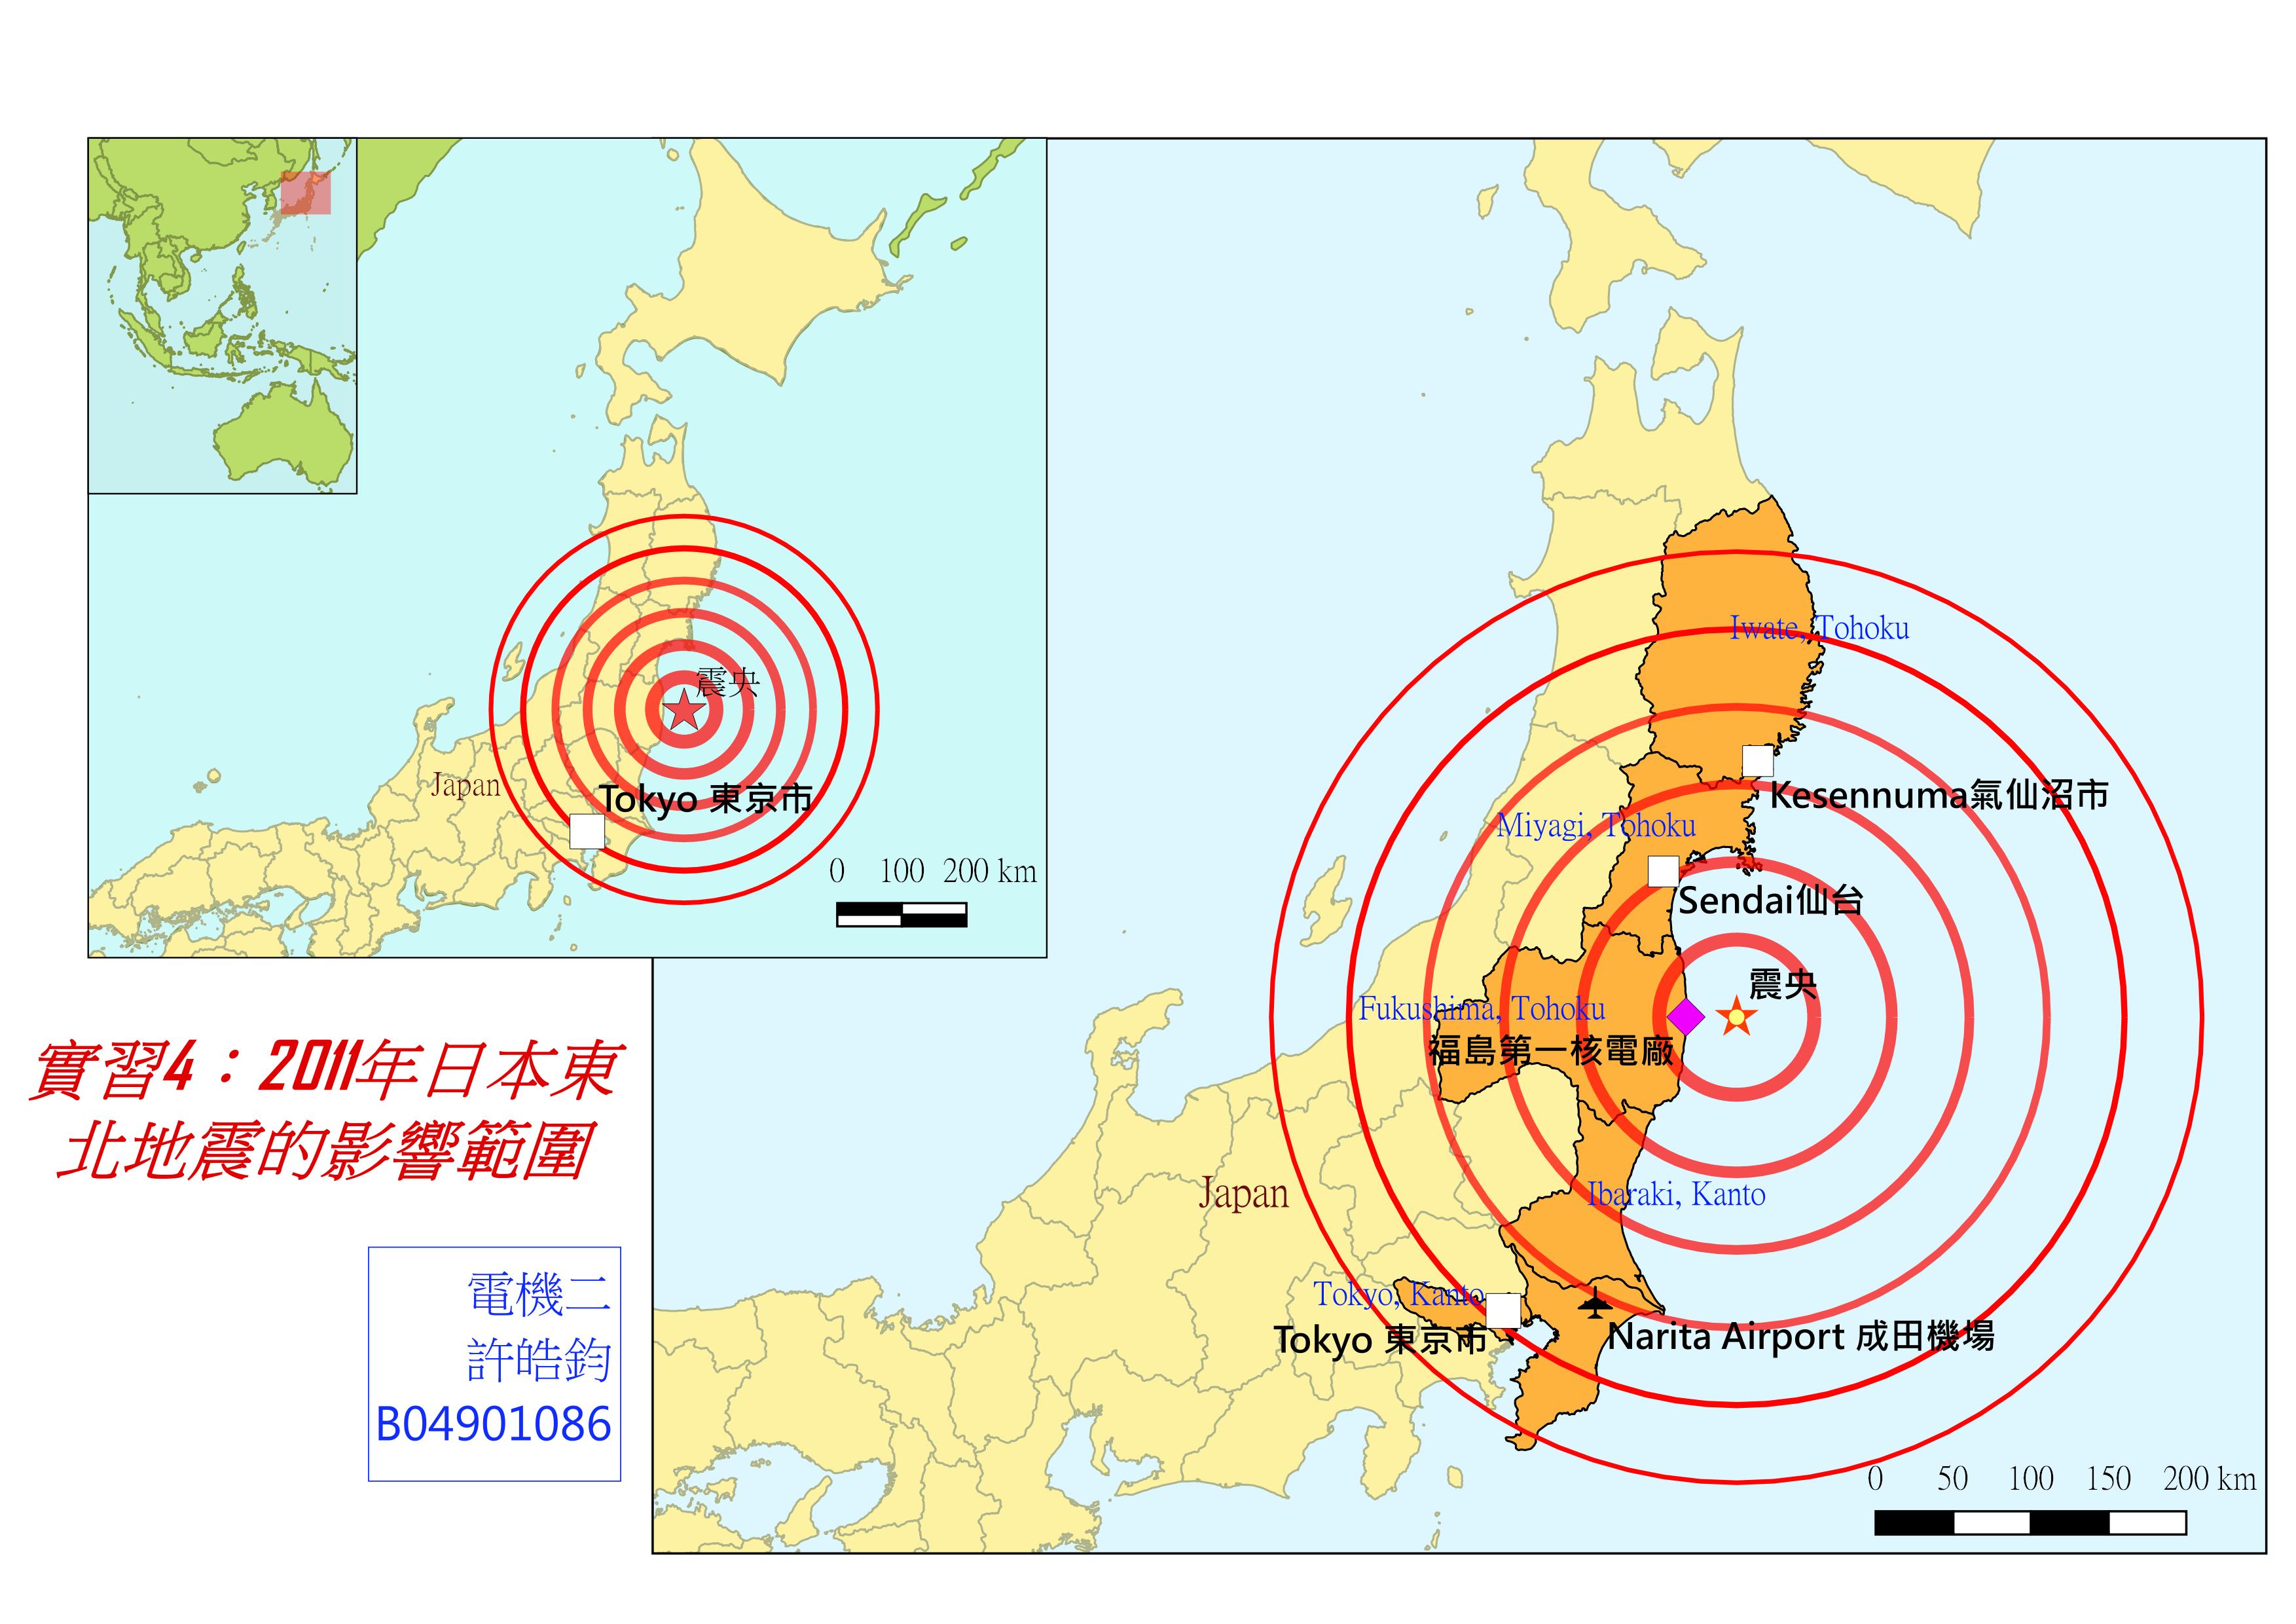 震央
Japan
Tokyo 東京市
0 100 200 km
Iwate, Tohoku
Kesennuma氣仙沼市
Miyagi, Tohoku
Sendai仙台
震央
Fukushima, Tohoku
福島第一核電廠
Japan
Ibaraki, Kanto
Tokyo, Kanto
Tokyo 東京市
Narita Airport 成田機場
0 50 100 150 200 km
實習4：2011年日本東
北地震的影響範圍
電機二
許皓鈞
B04901086